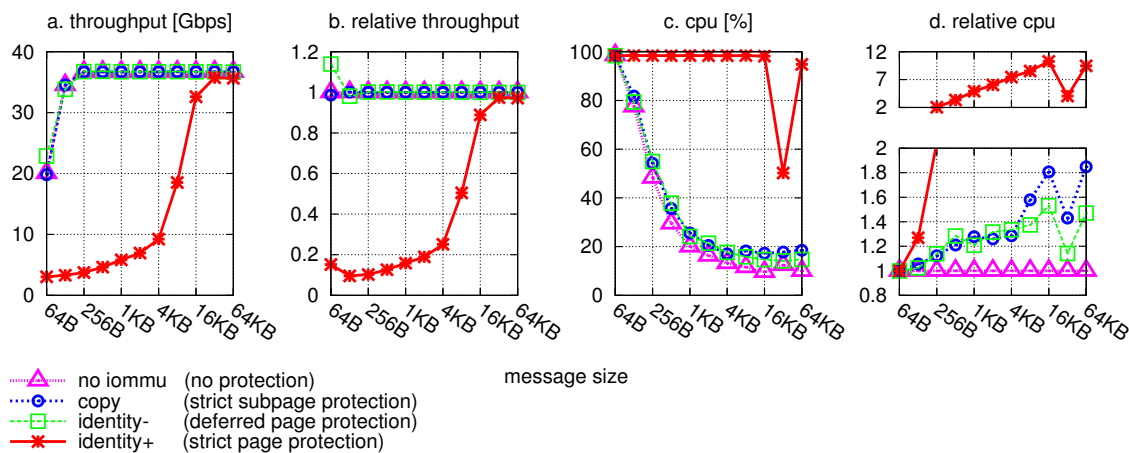 a. throughput [Gbps]
40
30
20
10
0
64B
256B
1KB
4KB
16KB
64KB
b. relative throughput
1.2
1
0.8
0.6
0.4
0.2
0
64B
256B
1KB
4KB
16KB
64KB
c. cpu [%]
100
80
60
40
20
0
64B
256B
1KB
4KB
16KB
64KB
d. relative cpu
12
7
2
2
1.8
1.6
1.4
1.2
1
0.8
64B
256B
1KB
4KB
16KB
64KB
message size
no iommu (no protection)
copy (strict subpage protection)
identity- (deferred page protection)
identity+ (strict page protection)